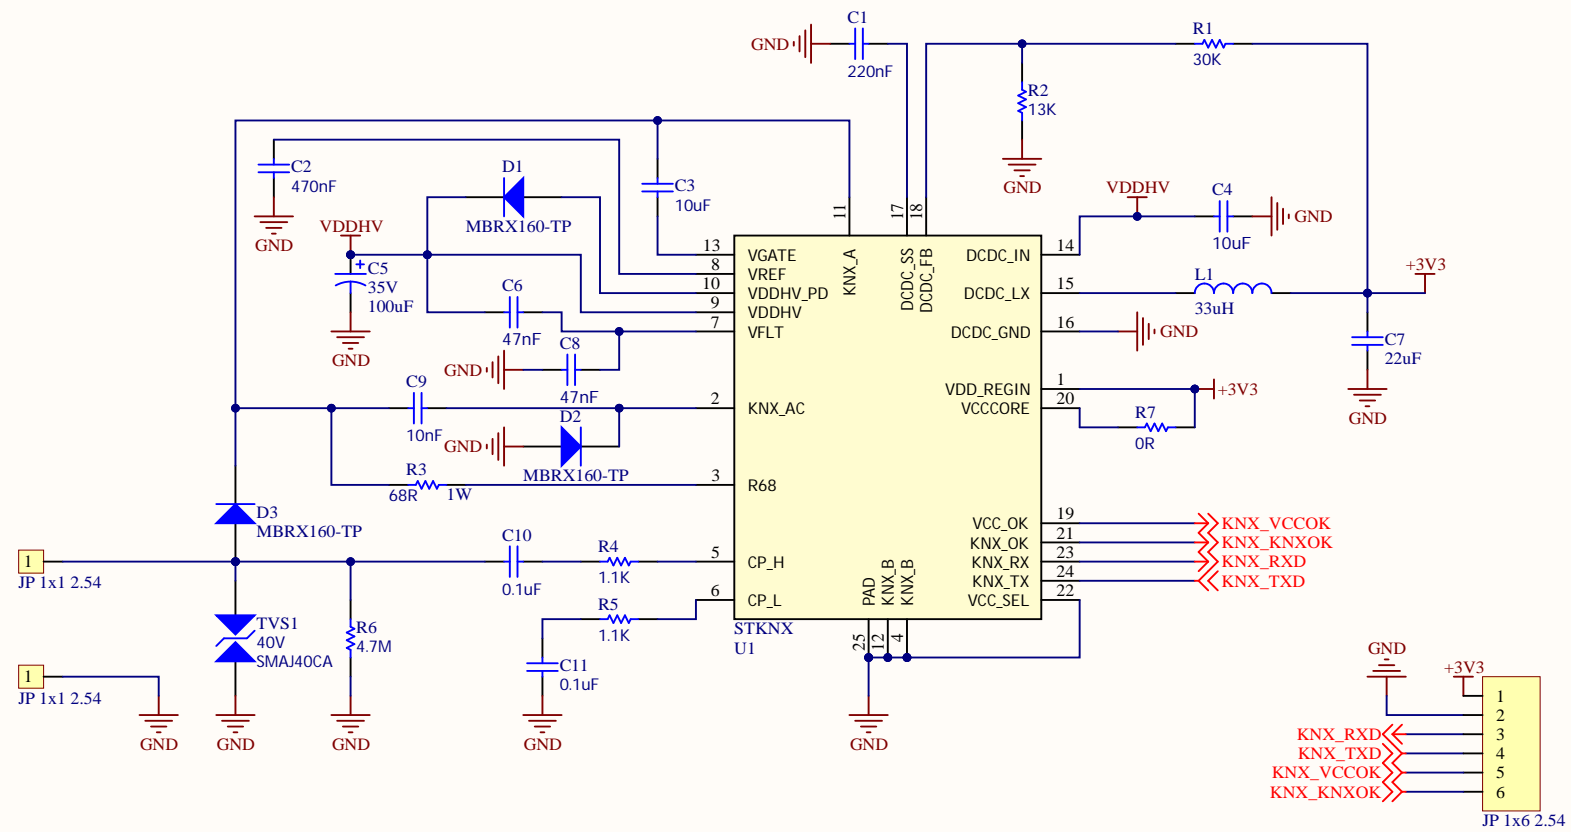 C1
GND
220nF
R1
30K
R2
13K
GND
C2
470nF
GND
D1
MBRX160-TP
C3
10uF
11
17
18
VDDHV
C4
10uF
GND
VDDHV
C5
35V
100uF
GND
C6
47nF
C8
GND
47nF
13
8
10
9
7
VGATE
VREF
VDDHV_PD
VDDHV
VFLT
KNX_A
DCDC_SS
DCDC_FB
DCDC_IN
14
DCDC_LX
15
DCDC_GND
16
GND
L1
33uH
+3V3
C7
22uF
GND
VDD_REGIN
1
VCCCORE
20
+3V3
R7
0R
C9
10nF
2
KNX_AC
GND
D2
MBRX160-TP
R3
68R
1W
3
R68
D3
MBRX160-TP
1
JP 1x1 2.54
C10
0.1uF
R4
1.1K
5
CP_H
R5
1.1K
6
CP_L
VCC_OK
19
KNX_VCCOK
KNX_OK
21
KNX_KNXOK
KNX_RX
23
KNX_RXD
KNX_TX
24
KNX_TXD
VCC_SEL
22
PAD
KNX_B
KNX_B
25
12
4
STKNX
U1
TVS1
40V
SMAJ40CA
R6
4.7M
C11
0.1uF
1
JP 1x1 2.54
GND
GND
GND
GND
GND
GND
+3V3
1
2
KNX_RXD
3
KNX_TXD
4
KNX_VCCOK
5
KNX_KNXOK
6
JP 1x6 2.54